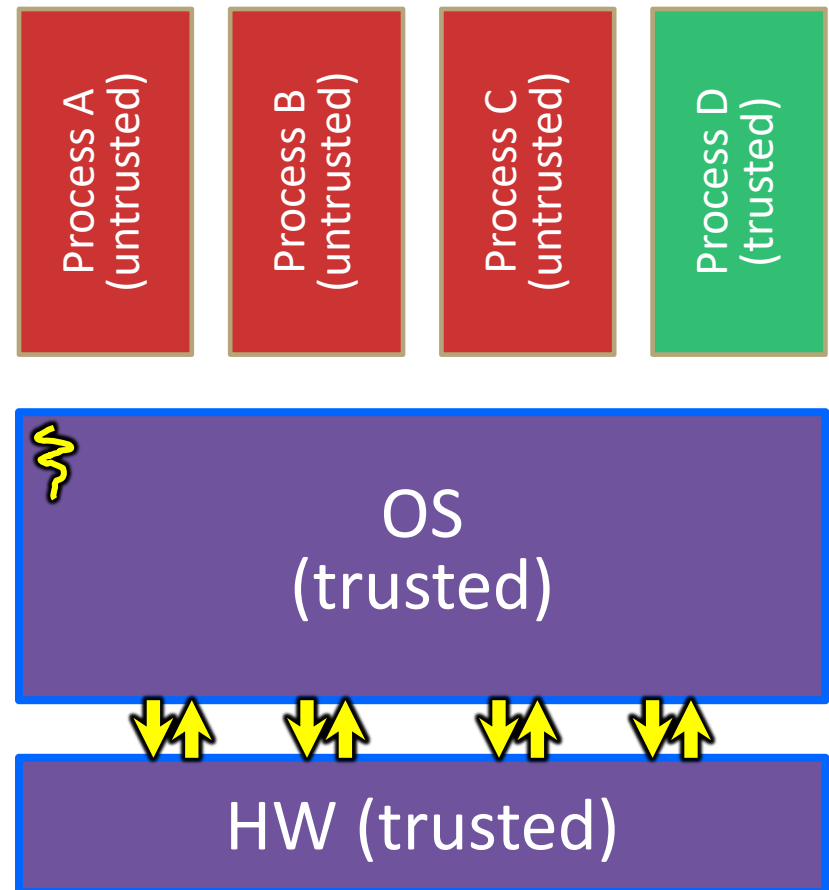 Process A
(untrusted)
Process B
(untrusted)
Process C
(untrusted)
Process D
(trusted)
OS
(trusted)
HW (trusted)